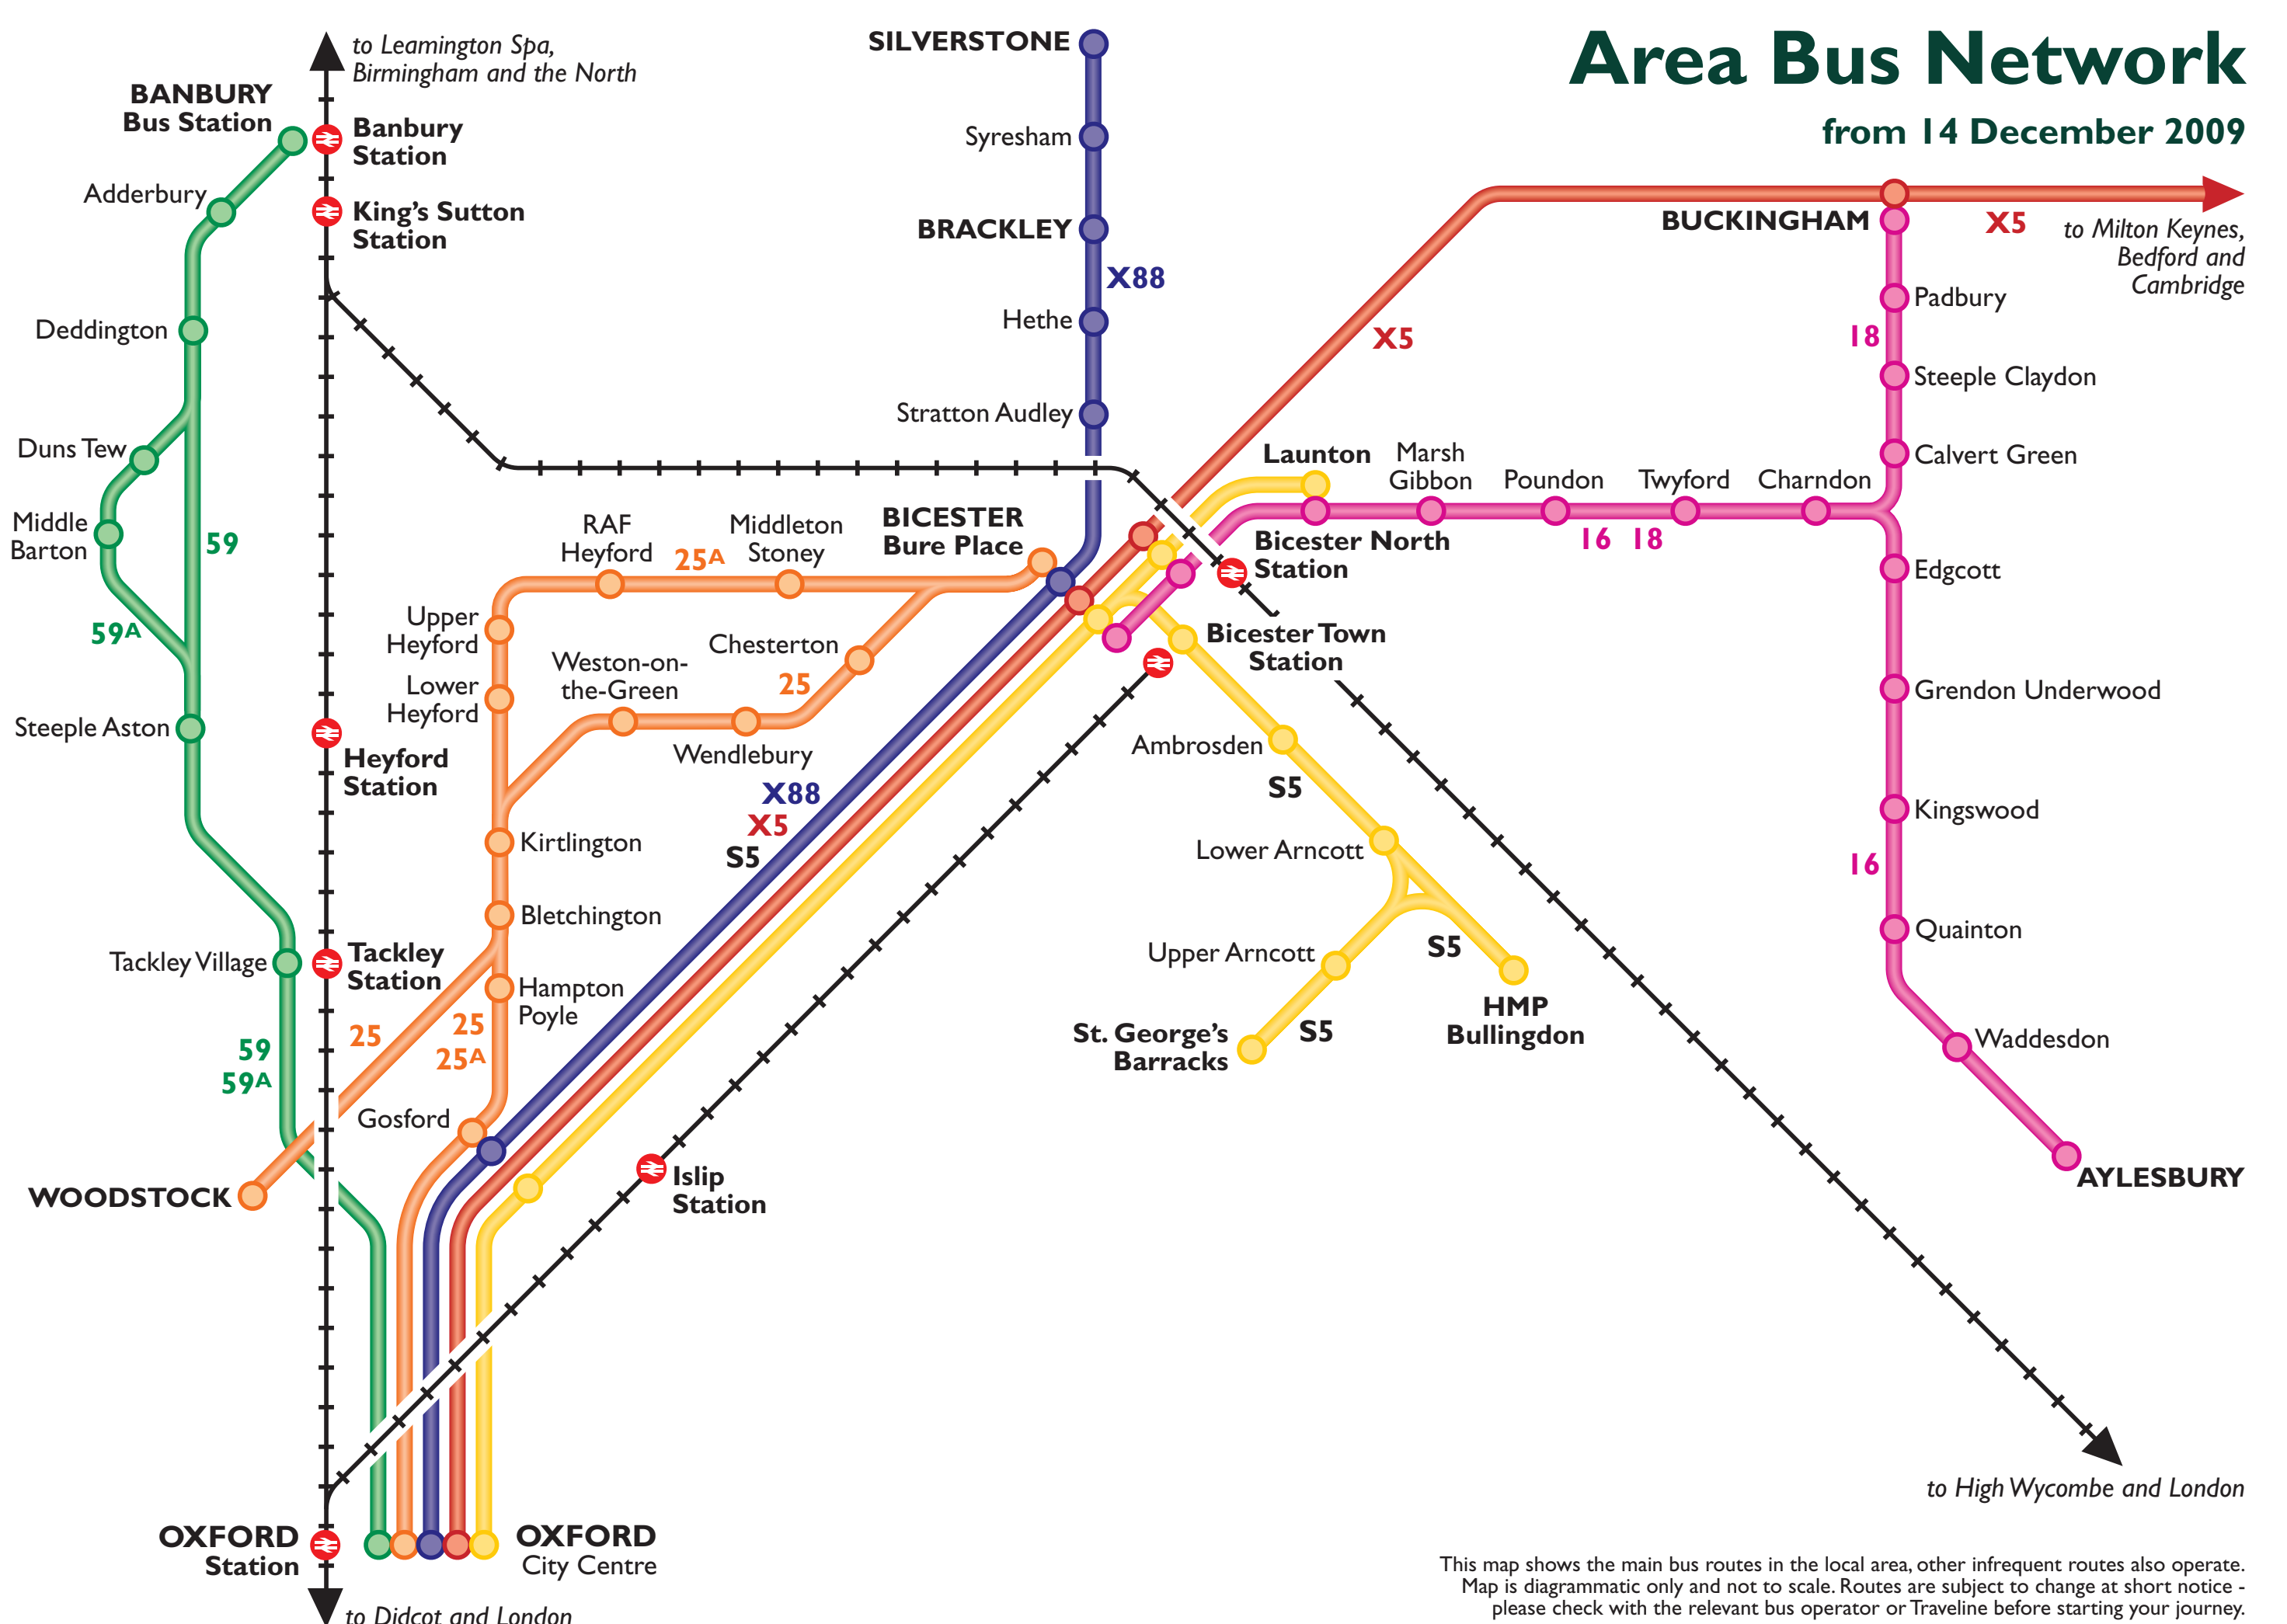 Area Bus Network
from 14 December 2009
to Leamington Spa,
Birmingham and the North
BANBURY
Bus Station
Banbury
Station
Adderbury
King's Sutton
Station
Deddington
Duns Tew
Middle
Barton
59
59A
Steeple Aston
Heyford
Station
Tackley Village
Tackley
Station
59
59A
WOODSTOCK
SILVERSTONE
Syresham
BRACKLEY
X88
Hethe
Stratton Audley
BICESTER
Bure Place
RAF
Heyford
25A
Middleton
Stoney
Upper
Heyford
Lower
Heyford
Weston-on-
the-Green
Chesterton
25
Wendlebury
X88
X5
S5
Kirtlington
Bletchington
Hampton
Poyle
25
25
25A
Gosford
Islip
Station
OXFORD
Station
OXFORD
City Centre
to Didcot and London
BUCKINGHAM
X5
to Milton Keynes,
Bedford and
Cambridge
X5
Padbury
18
Steeple Claydon
Calvert Green
Launton
Marsh
Gibbon
Poundon
Twyford
Charndon
16 18
Bicester North
Station
Bicester Town
Station
Edgcott
Grendon Underwood
Kingswood
16
Quainton
Waddesdon
AYLESBURY
Ambrosden
S5
Lower Arncott
Upper Arncott
S5
HMP
Bullingdon
St. George's
Barracks
S5
to High Wycombe and London
This map shows the main bus routes in the local area, other infrequent routes also operate.
Map is diagrammatic only and not to scale. Routes are subject to change at short notice -
please check with the relevant bus operator or Traveline before starting your journey.